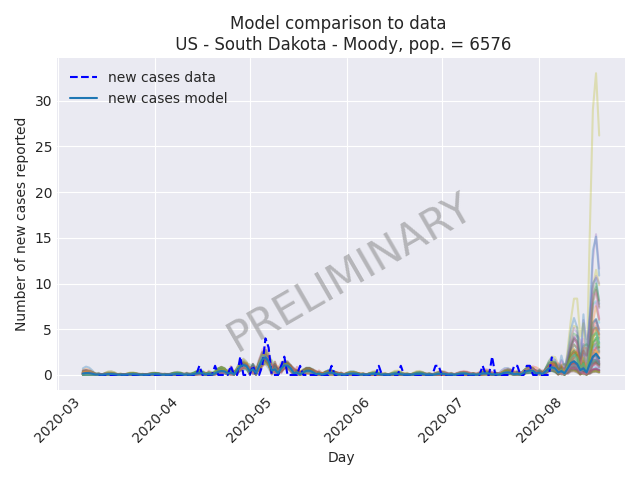 Model comparison to data
US - South Dakota - Moody, pop. = 6576
new cases data
new cases model
Number of new cases reported
30
25
20
15
10
5
0
PRELIMINARY
2020-03
2020-04
2020-05
2020-06
2020-07
2020-08
Day